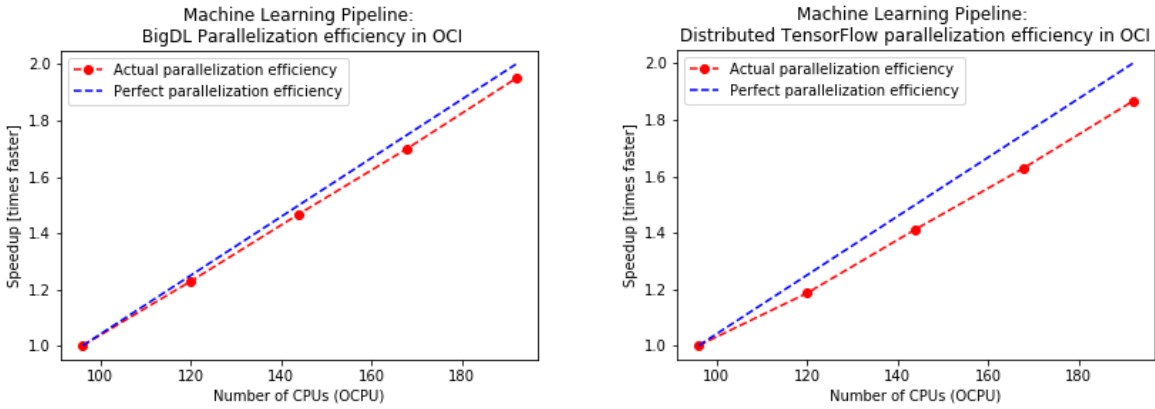 Machine Learning Pipeline:
BigDL Parallelization efficiency in OCI
2.0
1.8
1.6
1.4
1.2
1.0
Speedup [times faster]
Actual parallelization efficiency
Perfect parallelization efficiency
100
120
140
160
180
Number of CPUs (OCPU)
Machine Learning Pipeline:
Distributed TensorFlow parallelization efficiency in OCI
2.0
1.8
1.6
1.4
1.2
1.0
Speedup [times faster]
Actual parallelization efficiency
Perfect parallelization efficiency
100
120
140
160
180
Number of CPUs (OCPU)